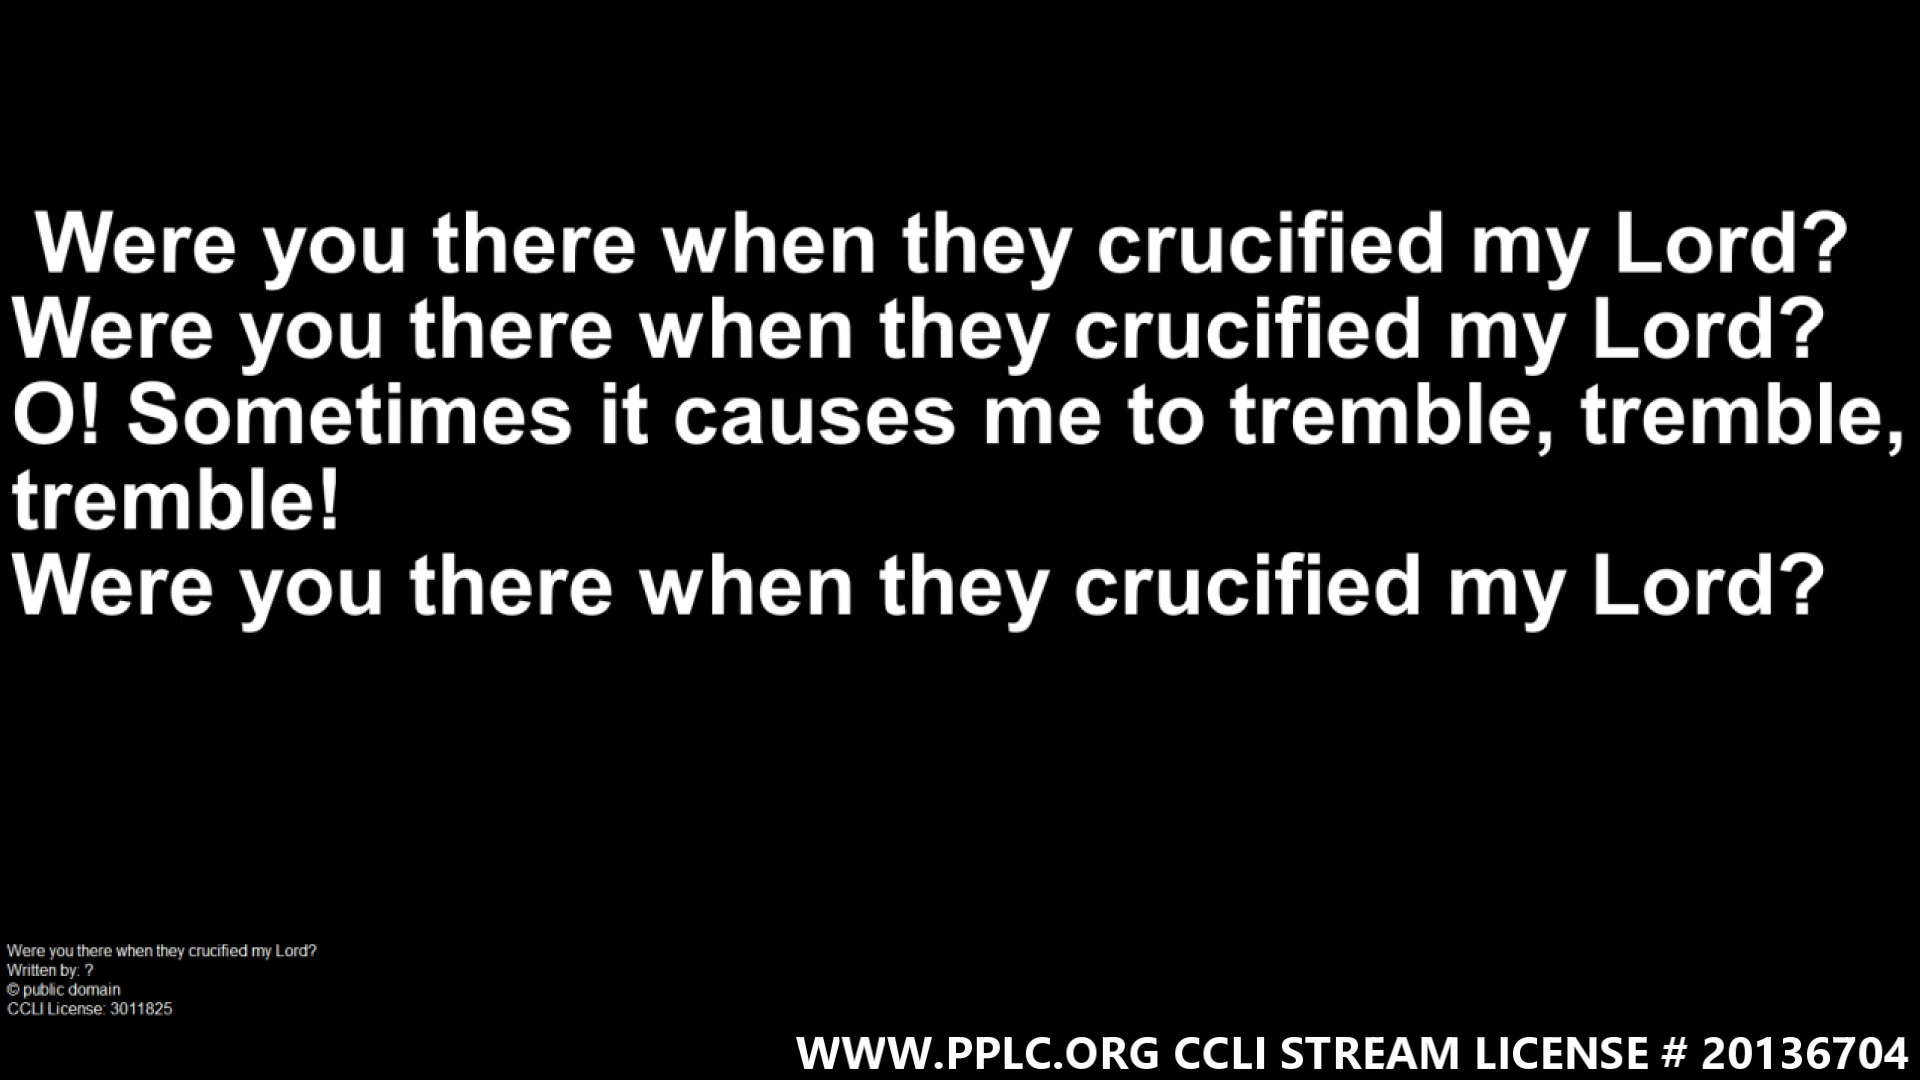 Were you there when they crucified my Lord?
Were you there when they crucified my Lord?
O! Sometimes it causes me to tremble, tremble,
tremble!
Were you there when they crucified my Lord?
Were you there when they crucified my Lord?
Written by: ?
© public domain
CCLI License: 3011825
WWW.PPLC.ORG CCLI STREAM LICENSE # 20136704